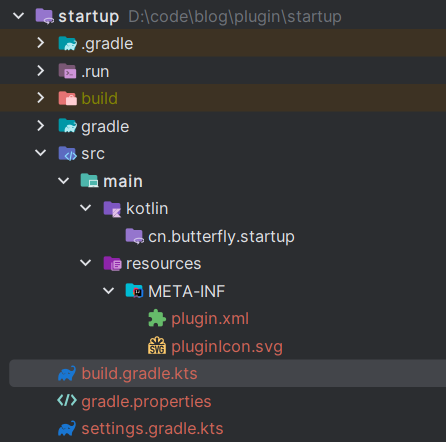 startup D:\code\blog\plugin\startup
.gradle
.run
build
gradle
src
main
kotlin
cn.butterfly.startup
resources
META-INF
plugin.xml
SVG pluginIcon.svg
build.gradle.kts
gradle.properties
settings.gradle.kts